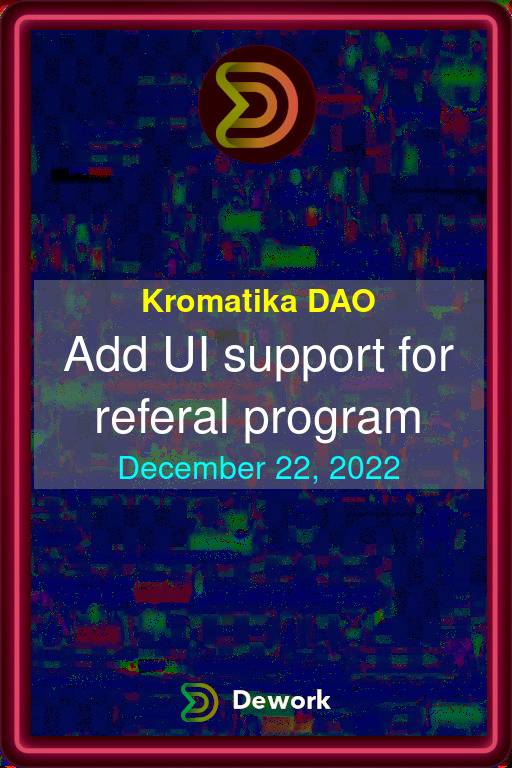 Kromatika DAO
Add UI support for
referal program
December 22, 2022
Dework